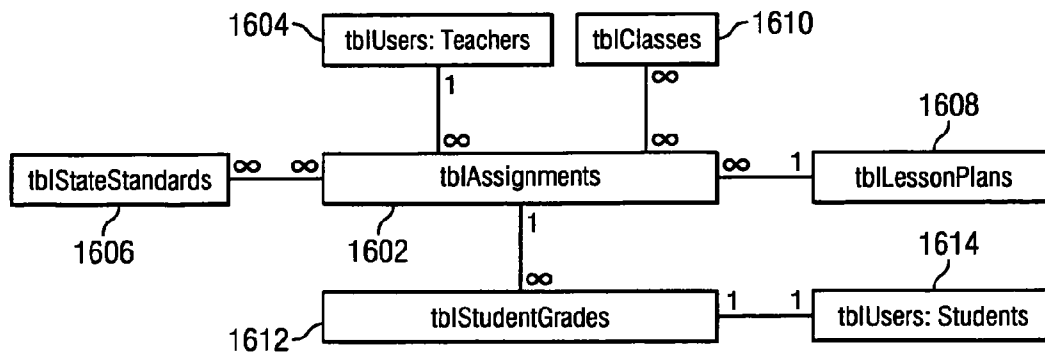 1604
tblUsers: Teachers
tblClasses
1610
1
∞
∞
∞
1608
tblStateStandards
∞
∞
tblAssignments
∞
1
tblLessonPlans
1606
1602
1
∞
1614
1612
tblStudentGrades
1
1
tblUsers: Students